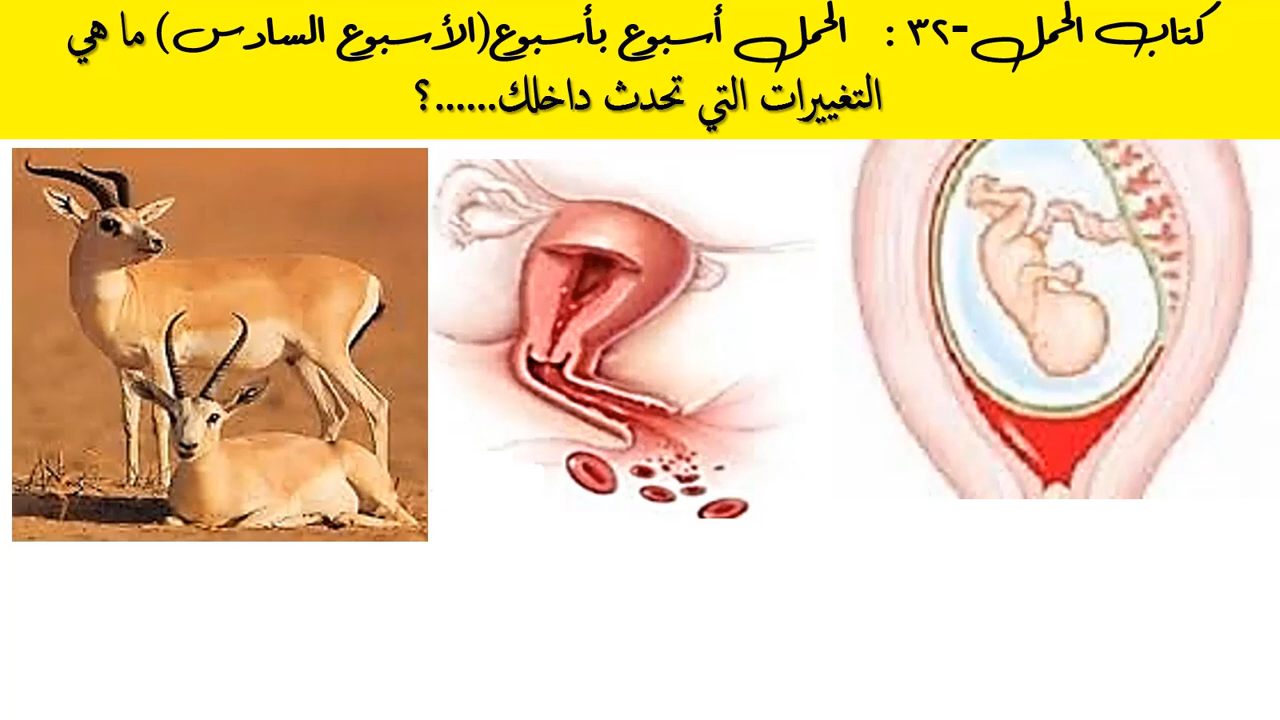 كتاب الحمل -٣٢ : الحمل أسبوع بأسبوع(الأسبوع السادس) ما هي
التغييرات التي تحدث داخلك......؟